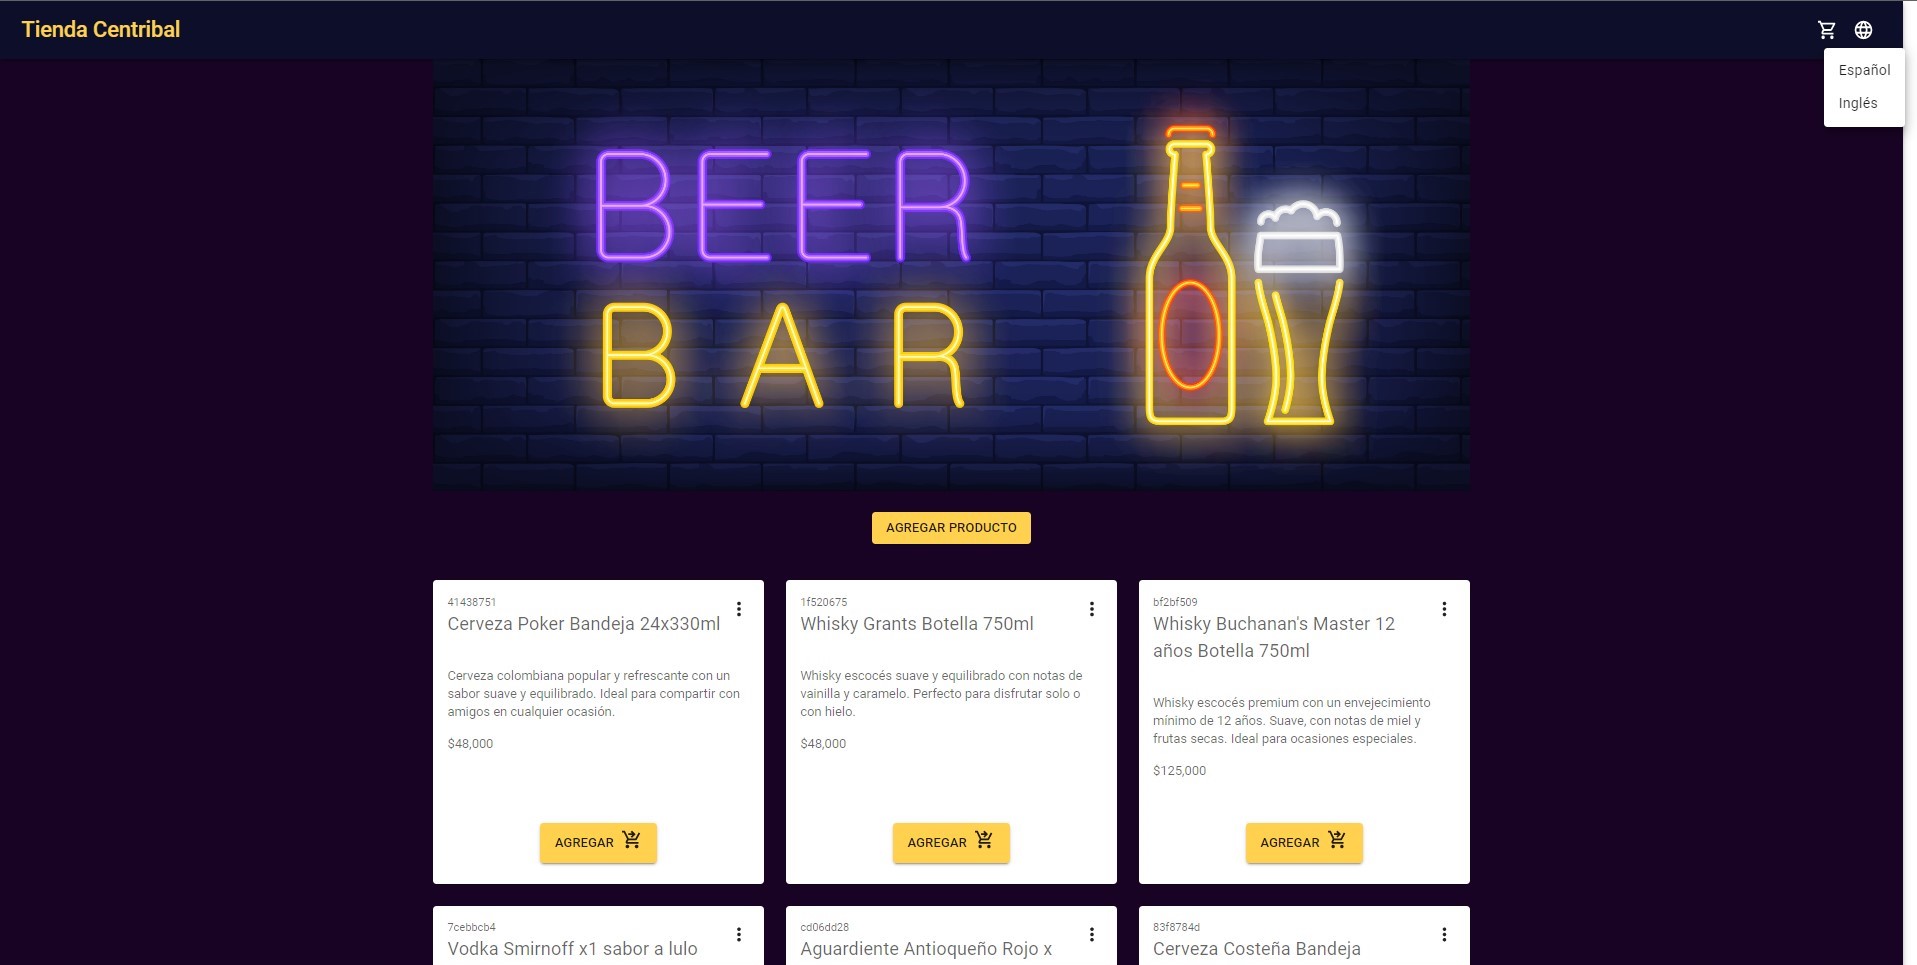 Tienda Centribal
Español
Inglés
BEER
BAR
AGREGAR PRODUCTO
41438751
Cerveza Poker Bandeja 24x330ml
Cerveza colombiana popular y refrescante con un
sabor suave y equilibrado. Ideal para compartir con
amigos en cualquier ocasión.
$48,000
AGREGAR
1f520675
Whisky Grants Botella 750ml
Whisky escocés suave y equilibrado con notas de
vainilla y caramelo. Perfecto para disfrutar solo o
con hielo.
$48,000
AGREGAR
bf2bf509
Whisky Buchanan's Master 12
años Botella 750ml
Whisky escocés premium con un envejecimiento
mínimo de 12 años. Suave, con notas de miel y
frutas secas. Ideal para ocasiones especiales.
$125,000
AGREGAR
7cebbcb4
Vodka Smirnoff x1 sabor a lulo
cd06dd28
Aguardiente Antioqueño Rojo x
83f8784d
Cerveza Costeña Bandeja